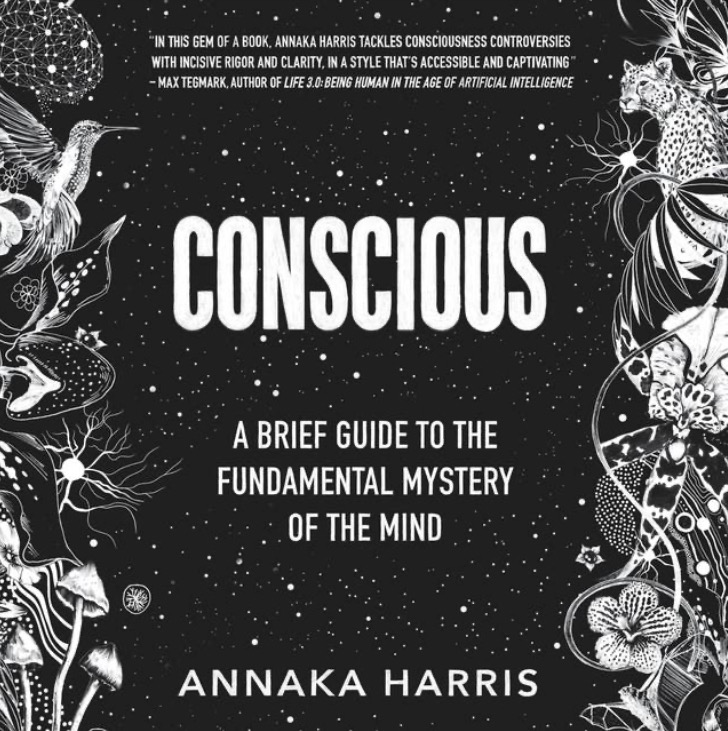 "IN THIS GEM OF A BOOK, ANNAKA HARRIS TACKLES CONSCIOUSNESS CONTROVERSIES
WITH INCISIVE RIGOR AND CLARITY, IN A STYLE THAT'S ACCESSIBLE AND CAPTIVATING"
– MAX TEGMARK, AUTHOR OF LIFE 3.0: BEING HUMAN IN THE AGE OF ARTIFICIAL INTELLIGENCE
CONSCIOUS
A BRIEF GUIDE TO THE
FUNDAMENTAL MYSTERY
OF THE MIND
ANNAKA HARRIS